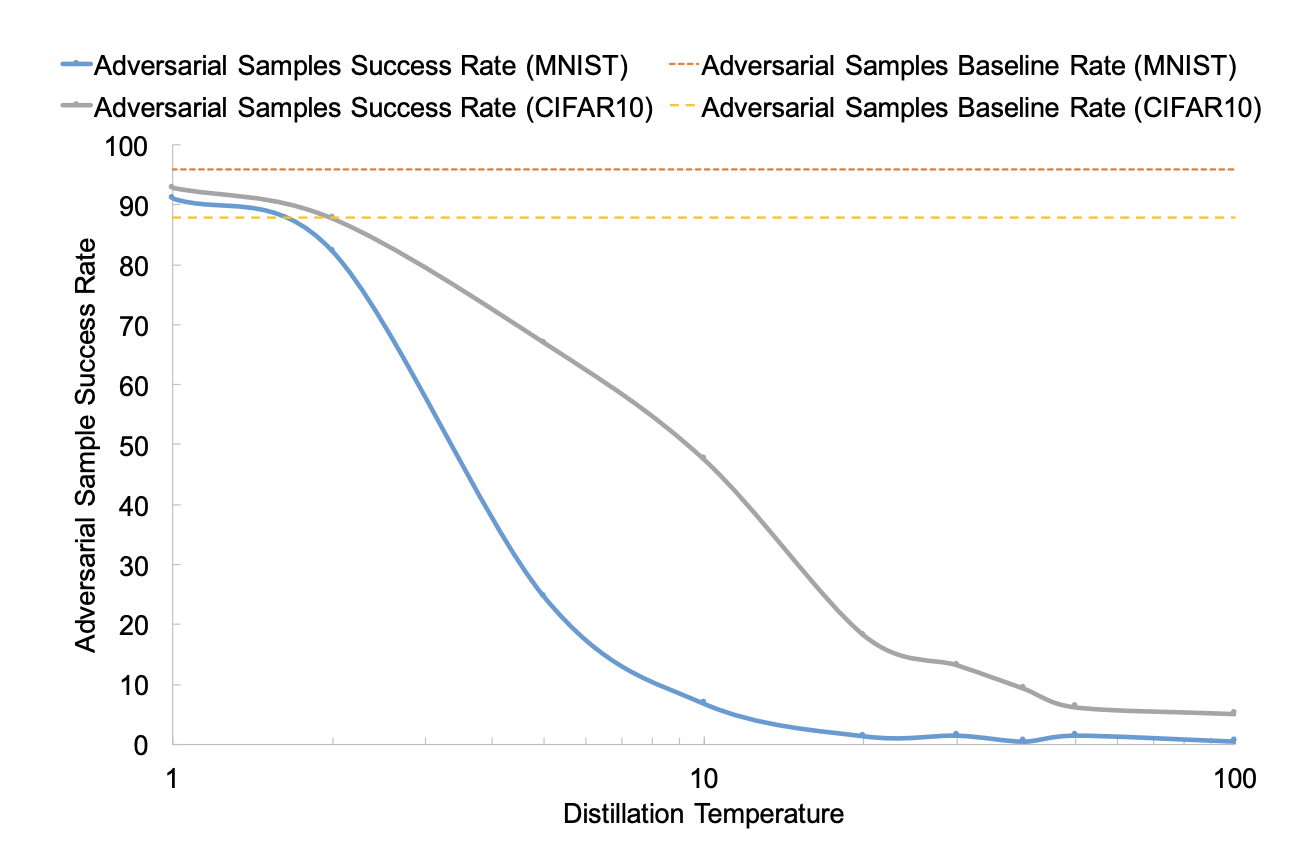 Adversarial Samples Success Rate (MNIST)
Adversarial Samples Baseline Rate (MNIST)
Adversarial Samples Success Rate (CIFAR10)
Adversarial Samples Baseline Rate (CIFAR10)
100
90
80
70
60
50
40
30
20
10
0
Adversarial Sample Success Rate
1
10
100
Distillation Temperature